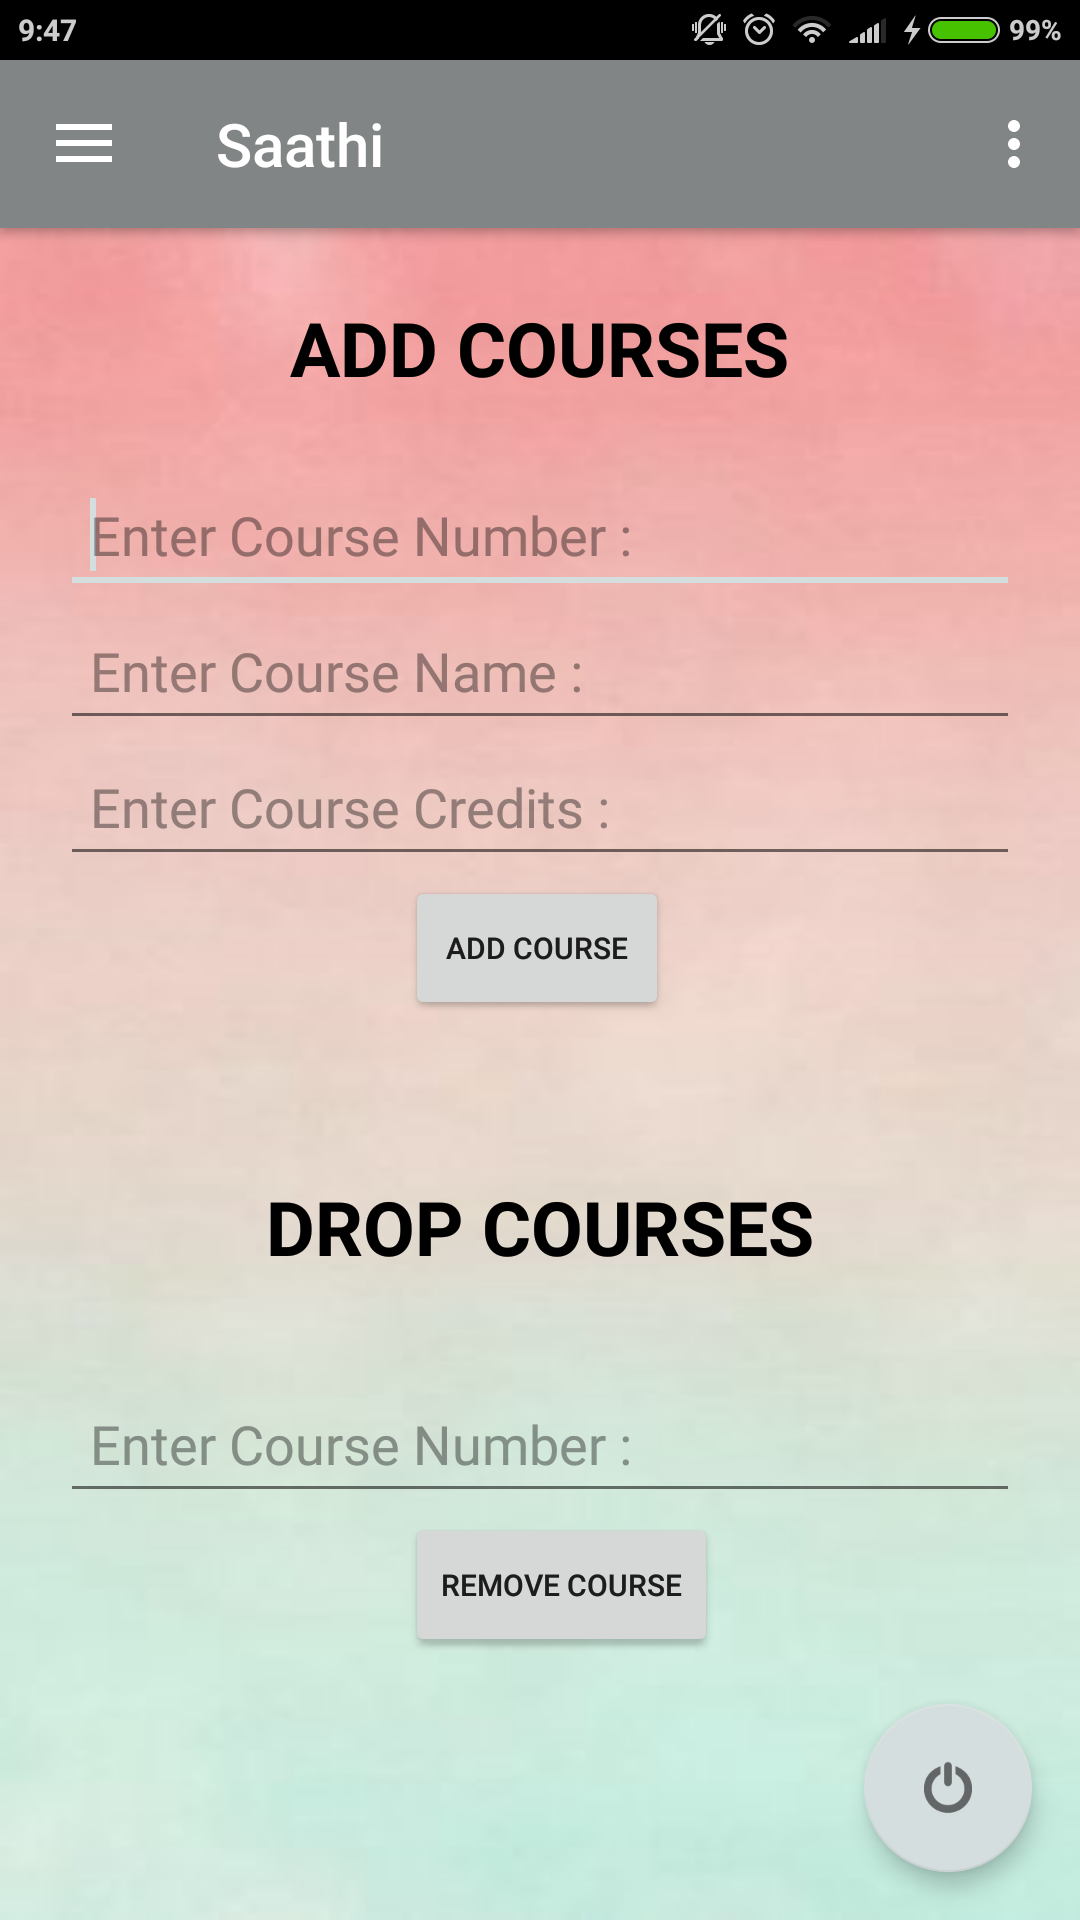 9:47 99%
Saathi
ADD COURSES
Enter Course Number :
Enter Course Name :
Enter Course Credits :
ADD COURSE
DROP COURSES
Enter Course Number :
REMOVE COURSE